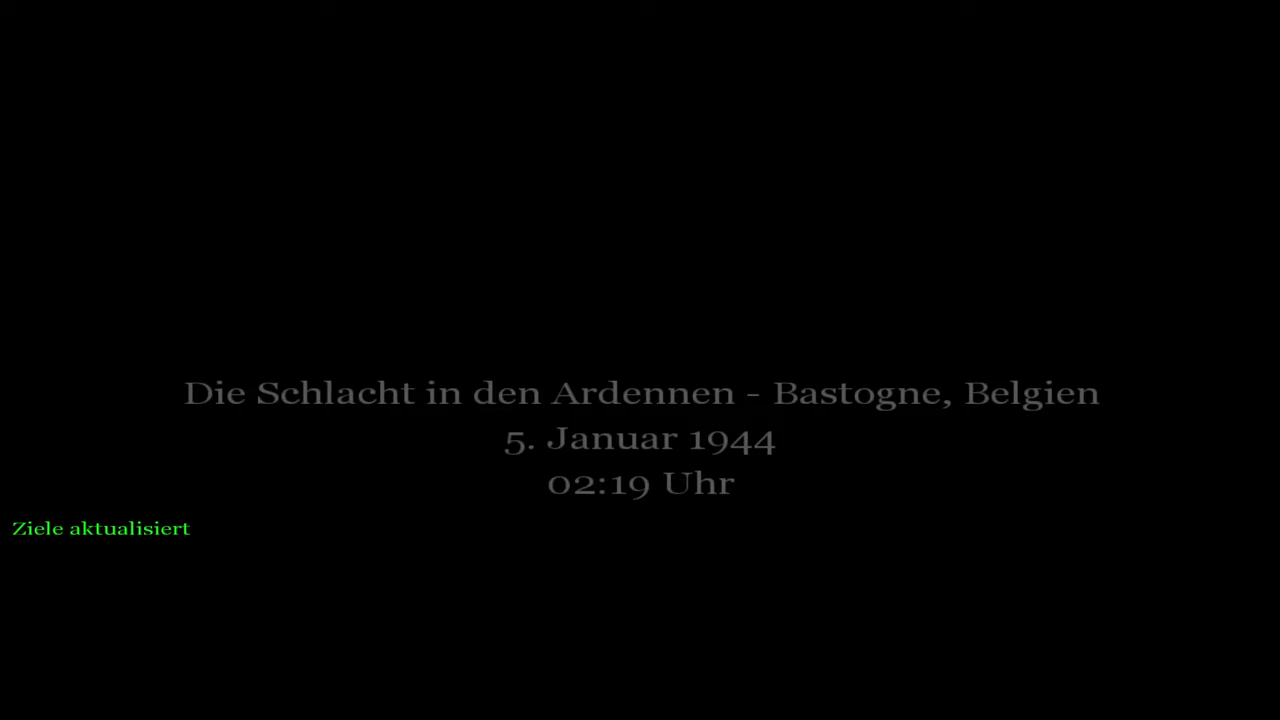 Die Schlacht in den Ardennen - Bastogne, Belgien
5. Januar 1944
02:19 Uhr
Ziele aktualisiert